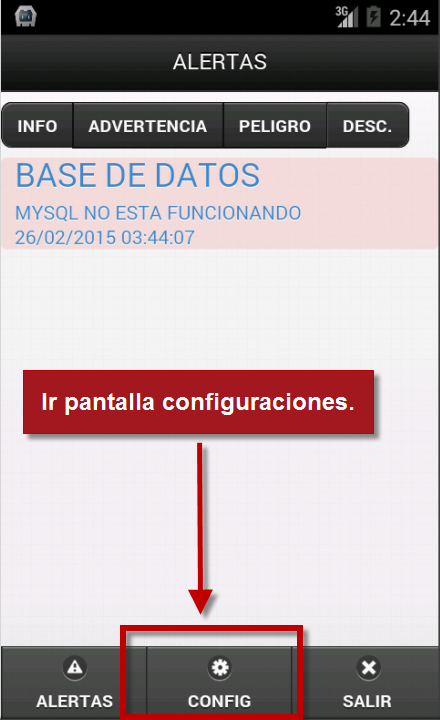 3G 2:44
ALERTAS
INFO ADVERTENCIA PELIGRO DESC.
BASE DE DATOS
MYSQL NO ESTA FUNCIONANDO
26/02/2015 03:44:07
Ir pantalla configuraciones.
ALERTAS CONFIG SALIR